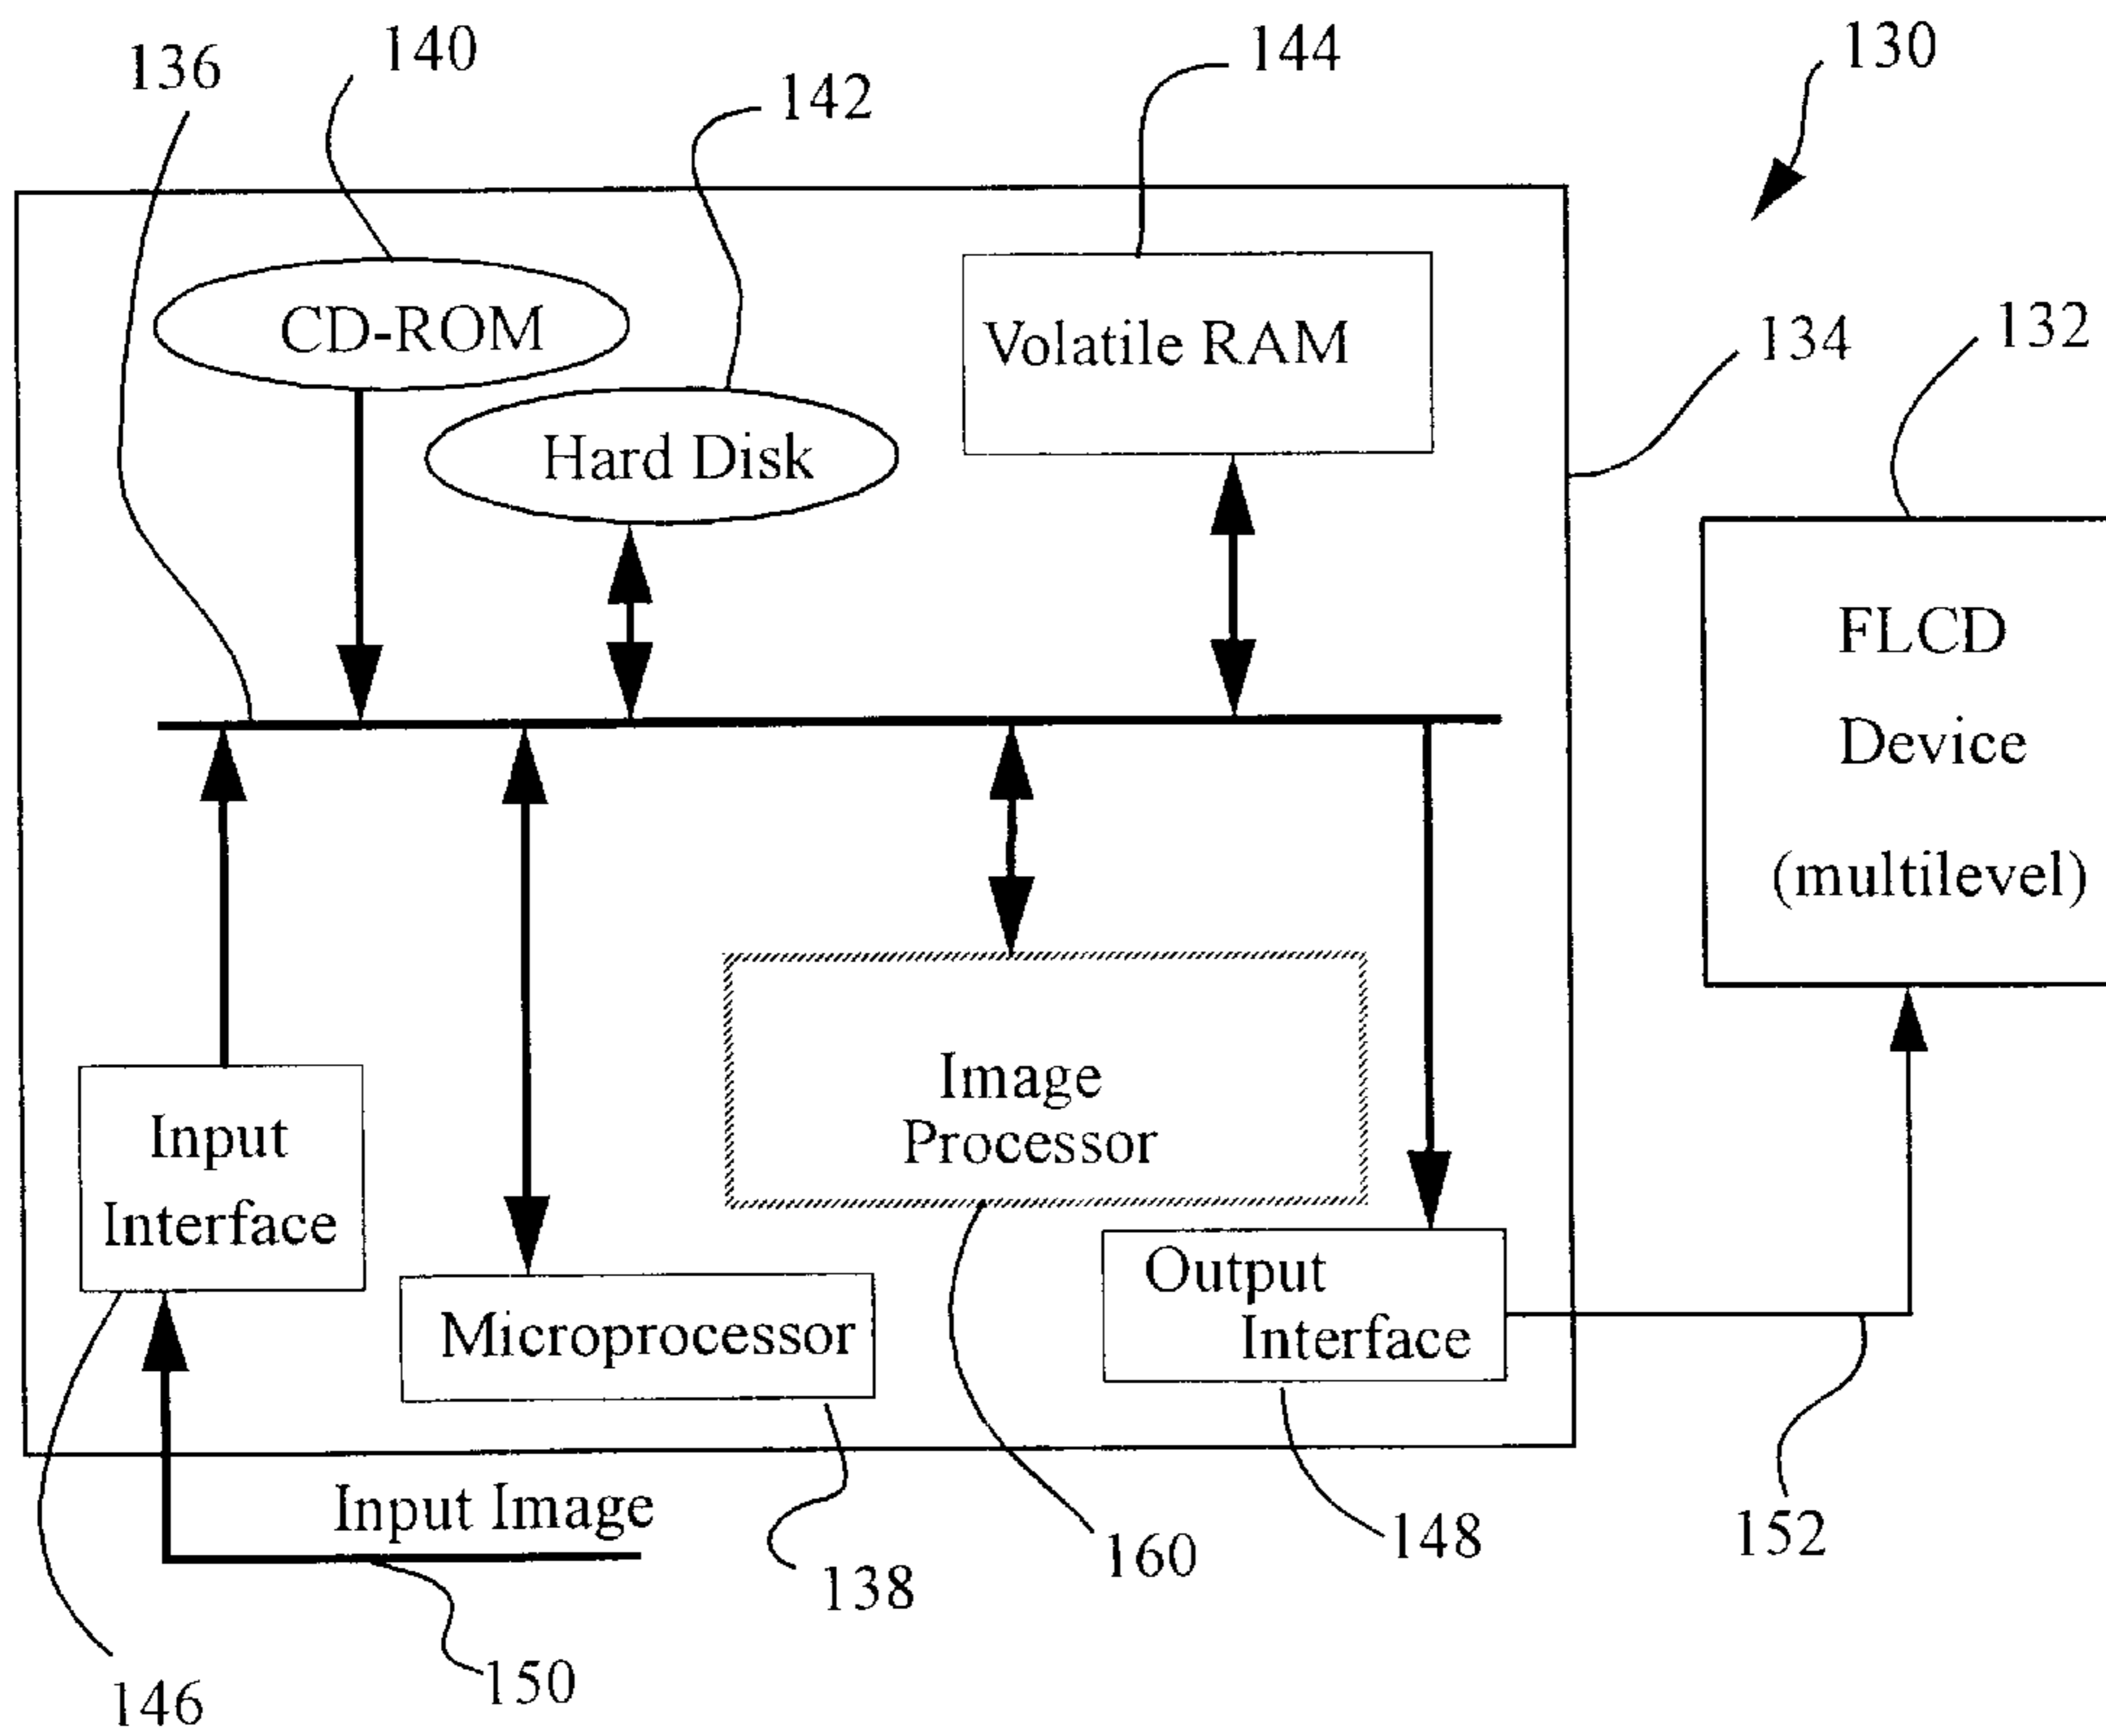 136
140
142
144
130
CD-ROM
Volatile RAM
134
132
Hard Disk
FLCD
Device
(multilevel)
Image
Processor
Input
Interface
Output
Interface
Microprocessor
Input Image
138
160
148
152
146
150